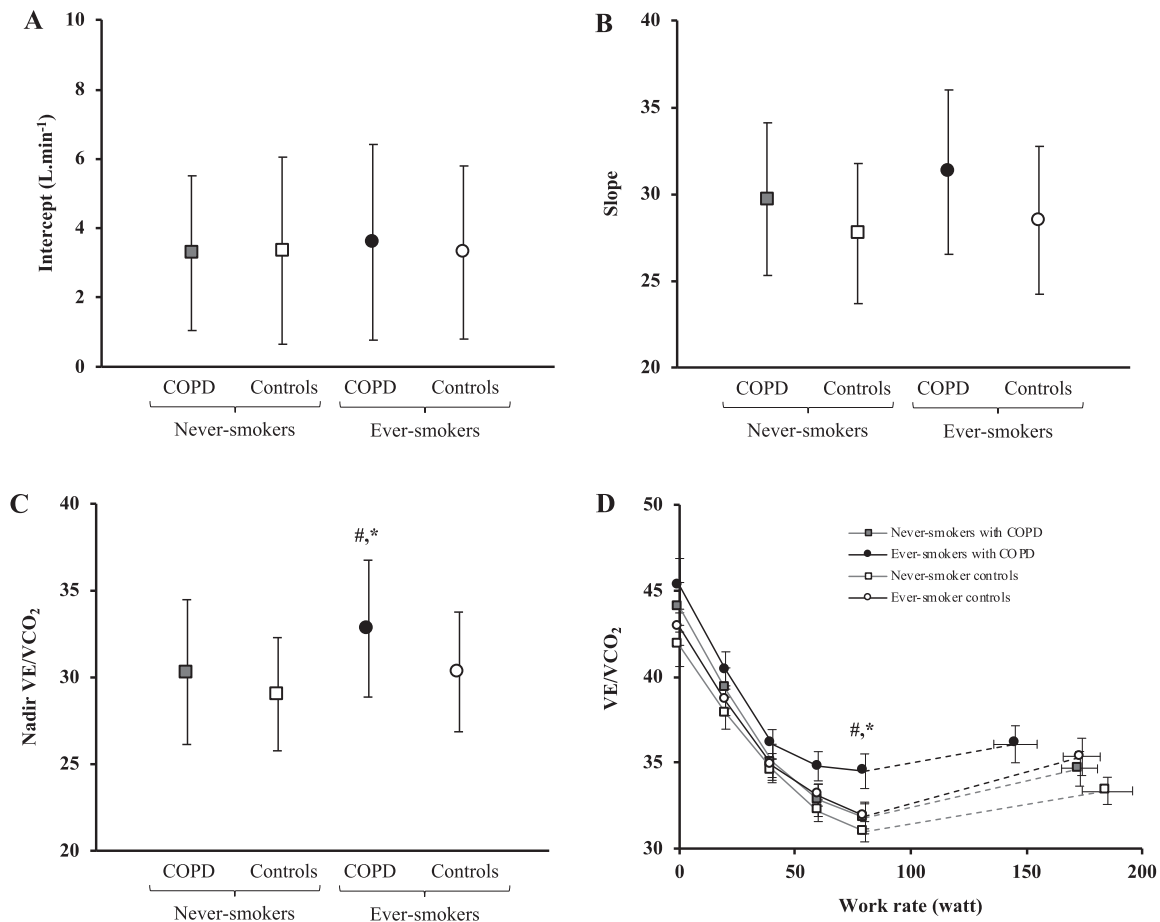 A
10
8
6
4
2
0
Intercept (L.min⁻¹)
COPD Controls COPD Controls
Never-smokers Ever-smokers
B
40
35
30
25
20
Slope
COPD Controls COPD Controls
Never-smokers Ever-smokers
C
40
35
30
25
20
Nadir VE/VCO₂
#,*
COPD Controls COPD Controls
Never-smokers Ever-smokers
D
50
45
40
35
30
VE/VCO₂
Never-smokers with COPD
Ever-smokers with COPD
Never-smoker controls
Ever-smoker controls
#,*
0 50 100 150 200
Work rate (watt)